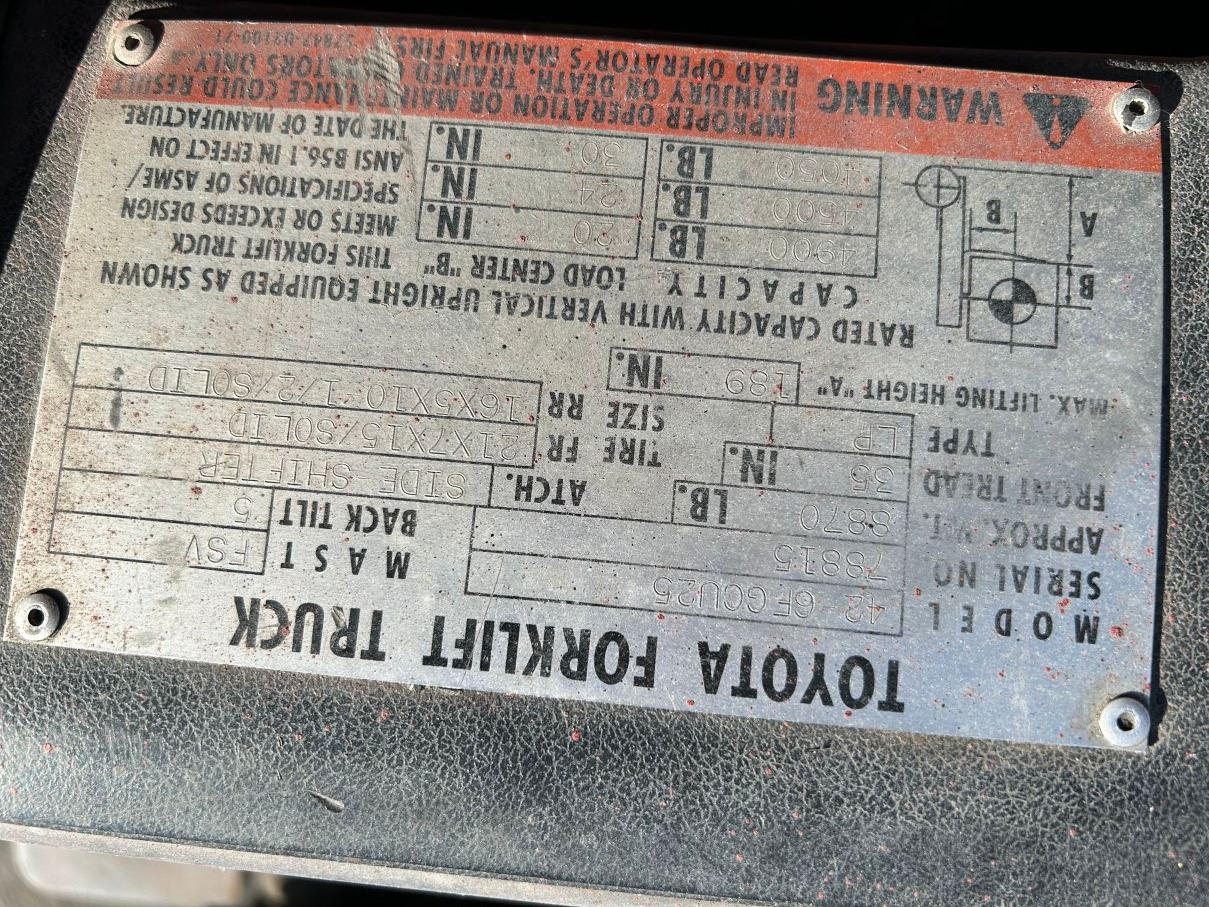 TOYOTA FORKLIFT TRUCK
MODEL 42-6FGCU25 MAST FSV
SERIAL NO. 78815 BACK TILT 5
APPROX. WT. 8870 LB. ATCH. SIDE SHIFTER
FRONT TREAD 35 IN. TIRE FR 21X7X15/SOLID
TYPE LP SIZE RR 16X5X10-1/2/SOLID
MAX. LIFTING HEIGHT "A" 189 IN.
RATED CAPACITY WITH VERTICAL UPRIGHT EQUIPPED AS SHOWN
CAPACITY LOAD CENTER "B"
4900 LB. 20 IN.
4500 LB. 24 IN.
4050 LB. 30 IN.
B
A
B
THIS FORKLIFT TRUCK
MEETS OR EXCEEDS DESIGN
SPECIFICATIONS OF ASME/
ANSI B56.1 IN EFFECT ON
THE DATE OF MANUFACTURE.
WARNING
IMPROPER OPERATION OR MAINTENANCE COULD RESULT
IN INJURY OR DEATH. TRAINED OPERATORS ONLY
READ OPERATOR'S MANUAL FIRS